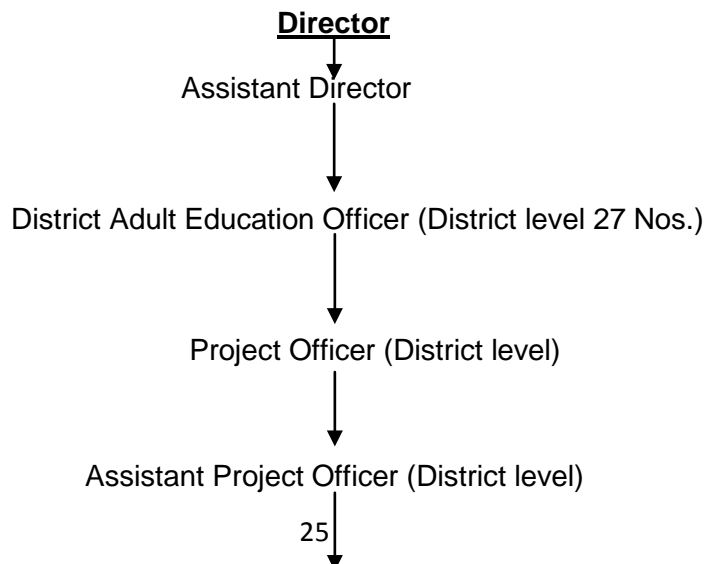 Director
Assistant Director
District Adult Education Officer (District level 27 Nos.)
Project Officer (District level)
Assistant Project Officer (District level)
25